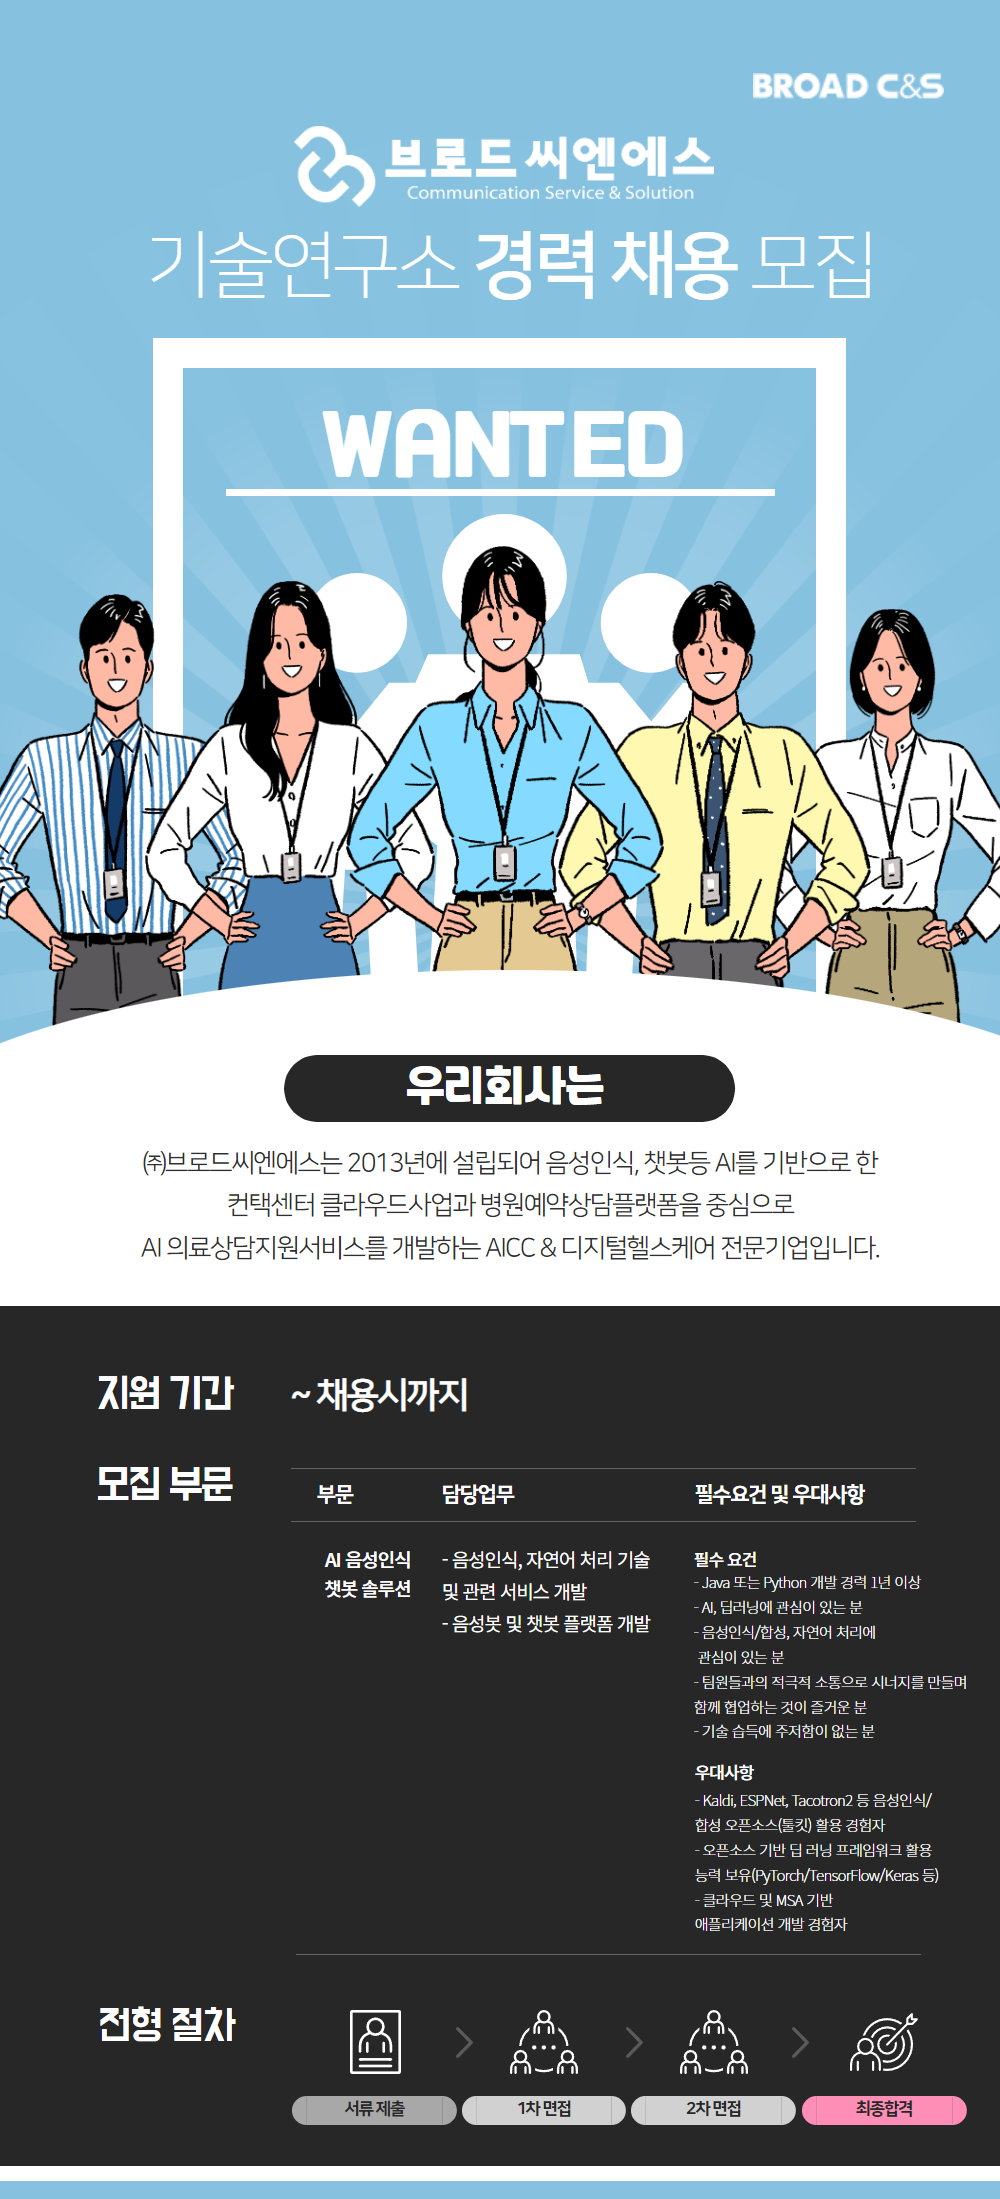 BROAD C&S
브로드씨엔에스
Communication Service & Solution
기술연구소 경력 채용 모집
WANTED
우리회사는
㈜브로드씨엔에스는 2013년에 설립되어 음성인식, 챗봇등 AI를 기반으로 한
컨택센터 클라우드사업과 병원예약상담플랫폼을 중심으로
AI 의료상담지원서비스를 개발하는 AICC & 디지털헬스케어 전문기업입니다.
지원 기간
~ 채용시까지
모집 부문
부문 담당업무 필수요건 및 우대사항
AI 음성인식
챗봇 솔루션
- 음성인식, 자연어 처리 기술
및 관련 서비스 개발
- 음성봇 및 챗봇 플랫폼 개발
필수 요건
- Java 또는 Python 개발 경력 1년 이상
- AI, 딥러닝에 관심이 있는 분
- 음성인식/합성, 자연어 처리에
관심이 있는 분
- 팀원들과의 적극적 소통으로 시너지를 만들며
함께 협업하는 것이 즐거운 분
- 기술 습득에 주저함이 없는 분
우대사항
- Kaldi, ESPNet, Tacotron2 등 음성인식/
합성 오픈소스(툴킷) 활용 경험자
- 오픈소스 기반 딥 러닝 프레임워크 활용
능력 보유(PyTorch/TensorFlow/Keras 등)
- 클라우드 및 MSA 기반
애플리케이션 개발 경험자
전형 절차
서류 제출
1차 면접
2차 면접
최종합격